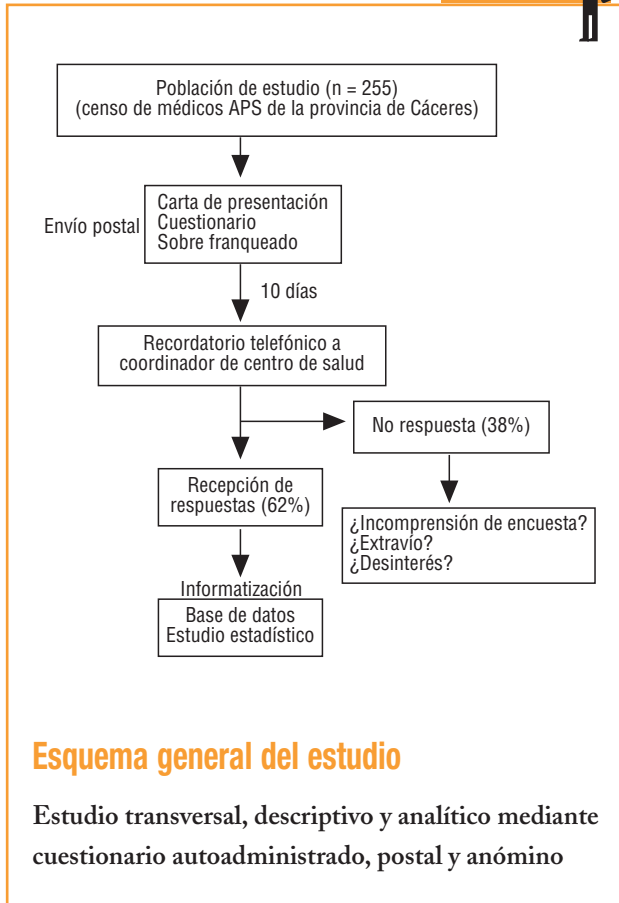 Población de estudio (n = 255)
(censo de médicos APS de la provincia de Cáceres)
Envío postal
Carta de presentación
Cuestionario
Sobre franqueado
10 días
Recordatorio telefónico a
coordinador de centro de salud
No respuesta (38%)
Recepción de
respuestas (62%)
¿Incomprensión de encuesta?
¿Extravío?
¿Desinterés?
Informatización
Base de datos
Estudio estadístico
Esquema general del estudio
Estudio transversal, descriptivo y analítico mediante
cuestionario autoadministrado, postal y anómino